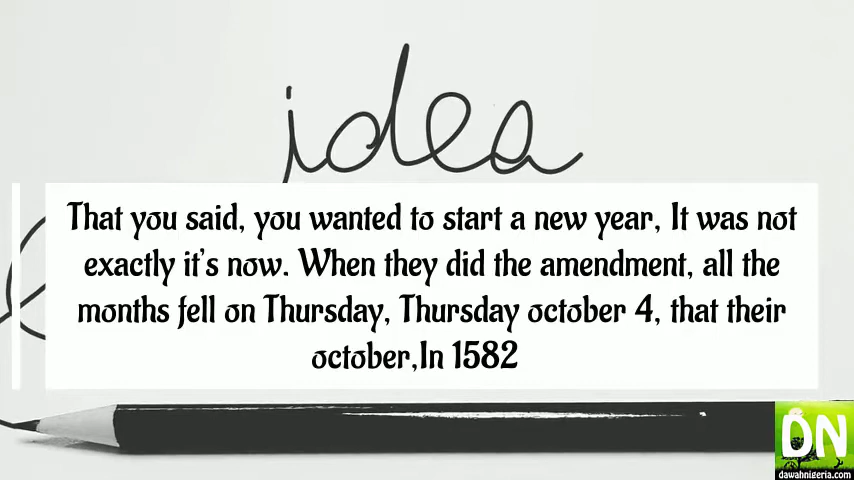 idea
That you said, you wanted to start a new year, It was not
exactly it's now. When they did the amendment, all the
months fell on Thursday, Thursday october 4, that their
october,In 1582
DN
dawahnigeria.com